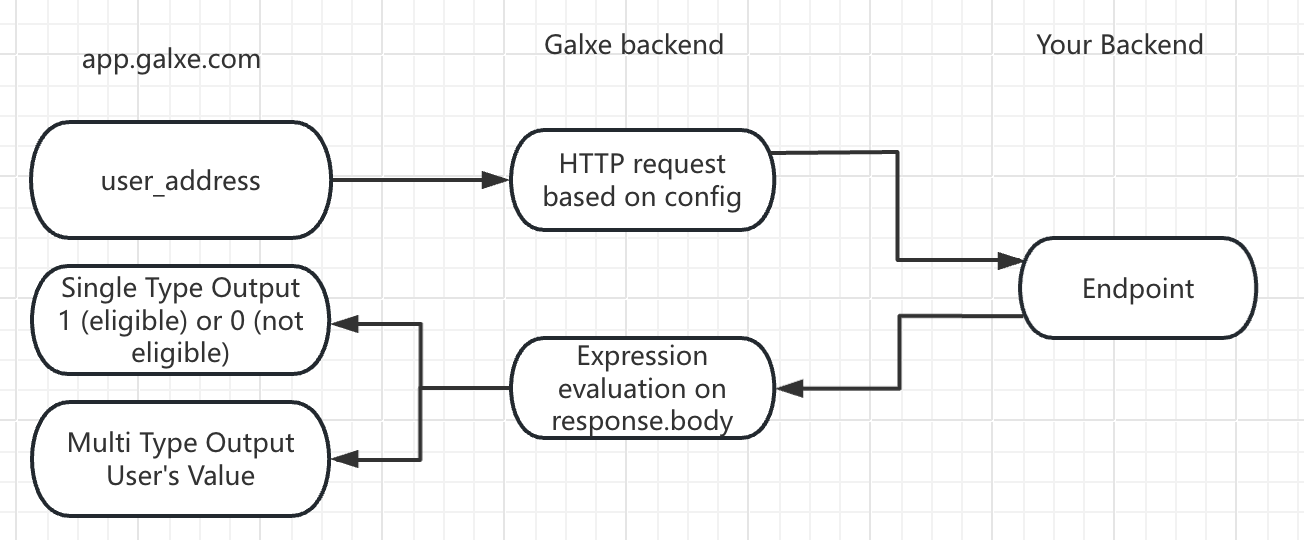 app.galxe.com
Galxe backend
Your Backend
user_address
HTTP request
based on config
Endpoint
Single Type Output
1 (eligible) or 0 (not
eligible)
Expression
evaluation on
response.body
Multi Type Output
User's Value